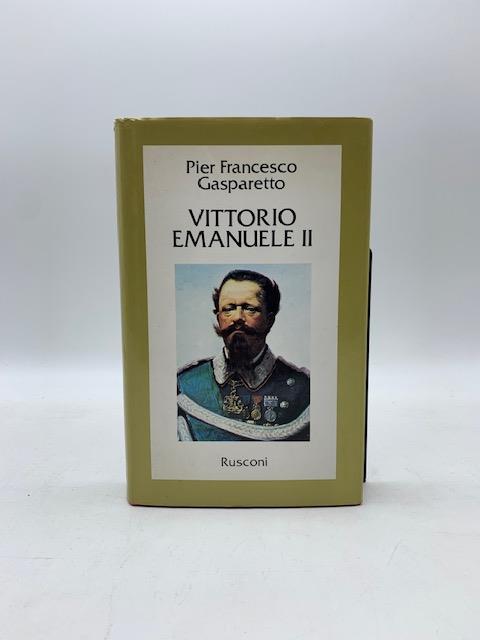 Pier Francesco
Gasparetto
VITTORIO
EMANUELE II
Rusconi